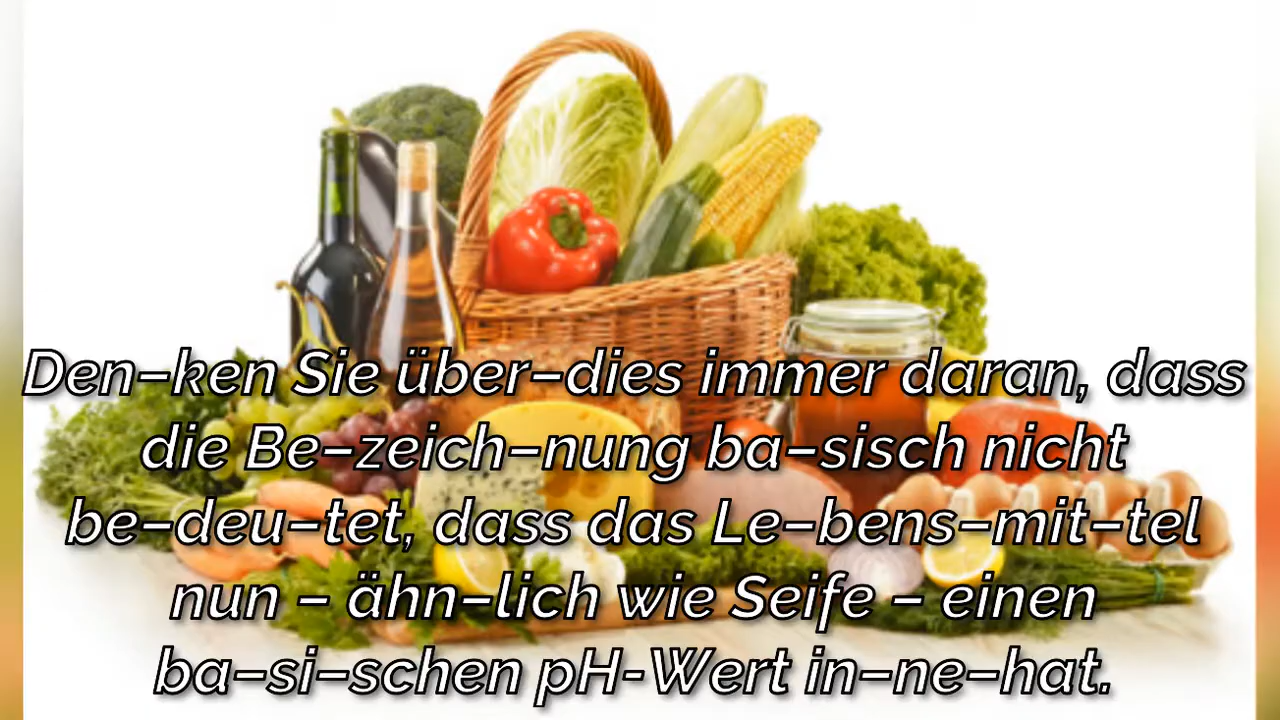 Den–ken Sie über–dies immer daran, dass
die Be–zeich–nung ba–sisch nicht
be–deu–tet, dass das Le–bens–mit–tel
nun – ähn–lich wie Seife – einen
ba–si–schen pH-Wert in–ne–hat.